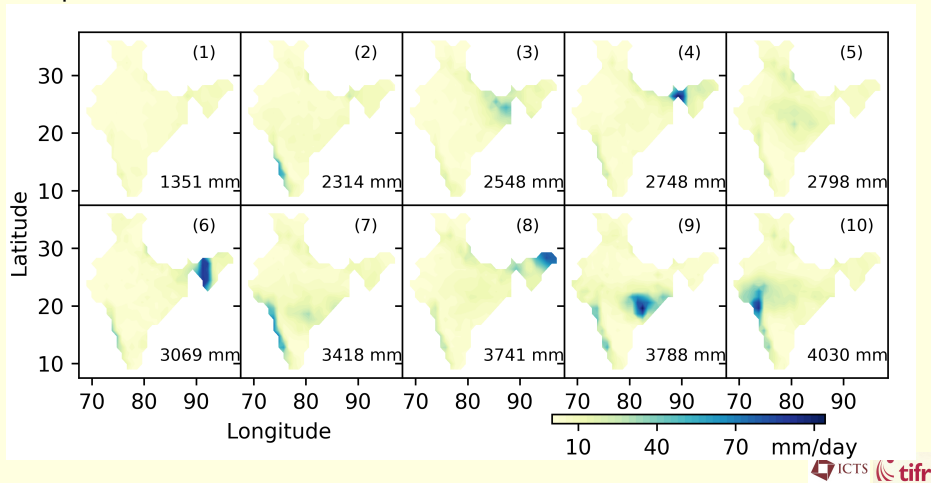 (1) (2) (3) (4) (5)
30
20
10
1351 mm 2314 mm 2548 mm 2748 mm 2798 mm
(6) (7) (8) (9) (10)
30
20
10
3069 mm 3418 mm 3741 mm 3788 mm 4030 mm
Latitude
70 80 90 70 80 90 70 80 90 70 80 90 70 80 90
Longitude
10 40 70 mm/day
ICTS tifr